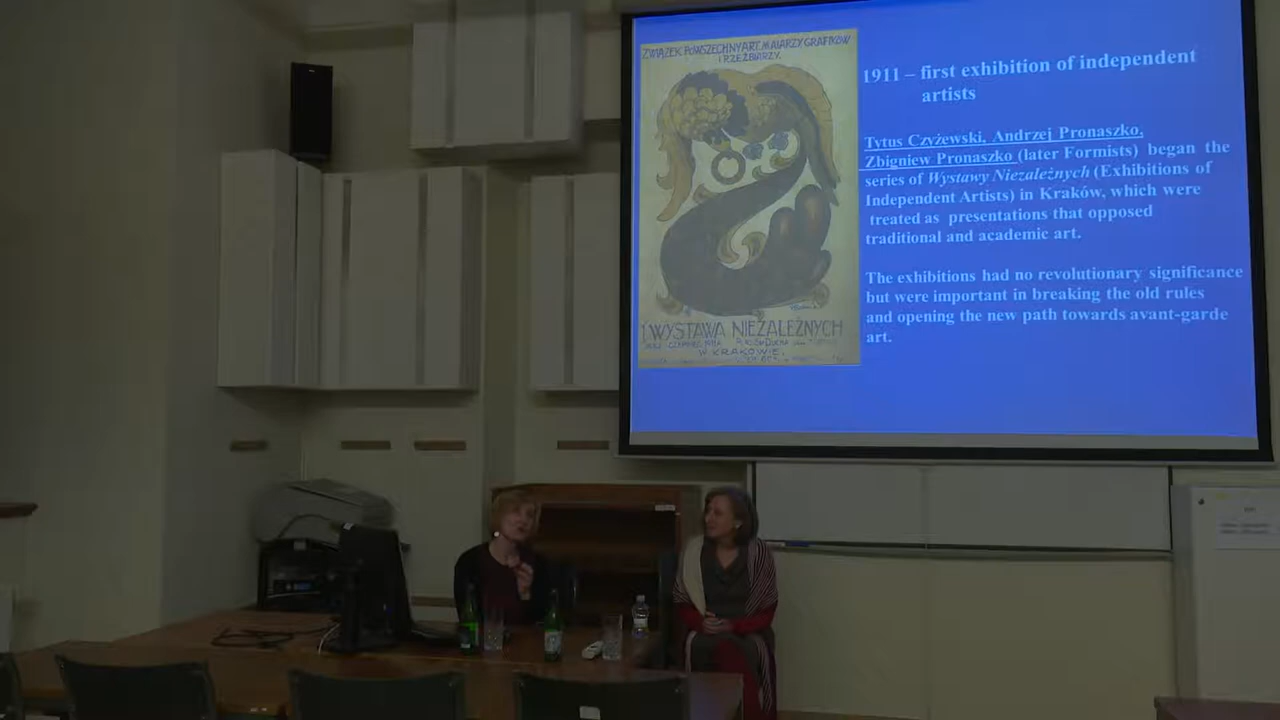 ZWIĄZEK POWSZECHNY ART. MALARZY GRAFIKÓW
I RZEŹBIARZY.
I WYSTAWA NIEZALEŻNYCH
W KRAKOWIE.
1911 – first exhibition of independent
artists
Tytus Czyżewski, Andrzej Pronaszko,
Zbigniew Pronaszko (later Formists) began the
series of Wystawy Niezależnych (Exhibitions of
Independent Artists) in Kraków, which were
treated as presentations that opposed
traditional and academic art.
The exhibitions had no revolutionary significance
but were important in breaking the old rules
and opening the new path towards avant-garde
art.